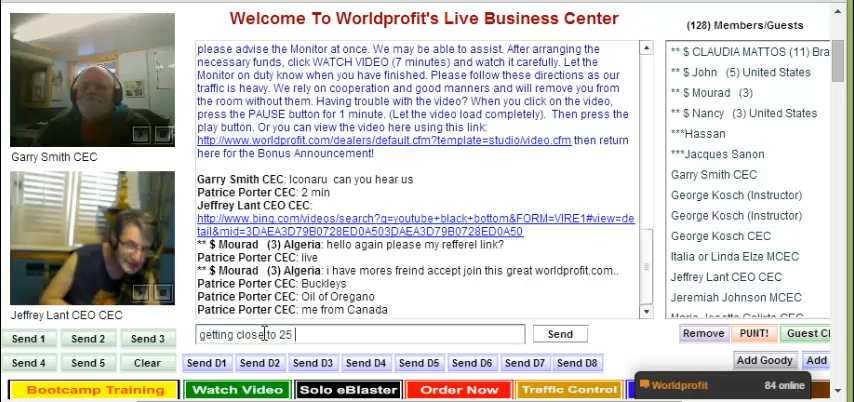 Welcome To Worldprofit's Live Business Center
(128) Members/Guests
Garry Smith CEC
Jeffrey Lant CEO CEC
please advise the Monitor at once. We may be able to assist. After arranging the
necessary funds, click WATCH VIDEO (7 minutes) and watch it carefully. Let the
Monitor on duty know when you have finished. Please follow these directions as our
traffic is heavy. We rely on cooperation and good manners and will remove you from
the room without them. Having trouble with the video? When you click on the video,
press the PAUSE button for 1 minute. (Let the video load completely). Then press the
play button. Or you can view the video here using this link:
http://www.worldprofit.com/dealers/default.cfm?template=studio/video.cfm then return
here for the Bonus Announcement!
Garry Smith CEC: Iconaru can you hear us
Patrice Porter CEC: 2 min
Jeffrey Lant CEO CEC:
http://www.bing.com/videos/search?q=youtube+black+bottom&FORM=VIRE1#view=de
tail&mid=3DAEA3D79B0728ED0A503DAEA3D79B0728ED0A50
** $ Mourad (3) Algeria: hello again please my refferel link?
Patrice Porter CEC: live
** $ Mourad (3) Algeria: i have mores freind accept join this great worldprofit.com..
Patrice Porter CEC: Buckleys
Patrice Porter CEC: Oil of Oregano
Patrice Porter CEC: me from Canada
** $ CLAUDIA MATTOS (11) Bra
** $ John (5) United States
** $ Mourad (3)
** $ Nancy (3) United States
***Hassan
***Jacques Sanon
Garry Smith CEC
George Kosch (Instructor)
George Kosch (Instructor)
George Kosch CEC
Italia or Linda Elze MCEC
Jeffrey Lant CEO CEC
Jeremiah Johnson MCEC
getting close to 25
Send
Remove
PUNT!
Guest C
Send 1
Send 2
Send 3
Send 4
Send 5
Clear
Send D1
Send D2
Send D3
Send D4
Send D5
Send D6
Send D7
Send D8
Add Goody
Add
Bootcamp Training
Watch Video
Solo eBlaster
Order Now
Traffic Control
Worldprofit
84 online